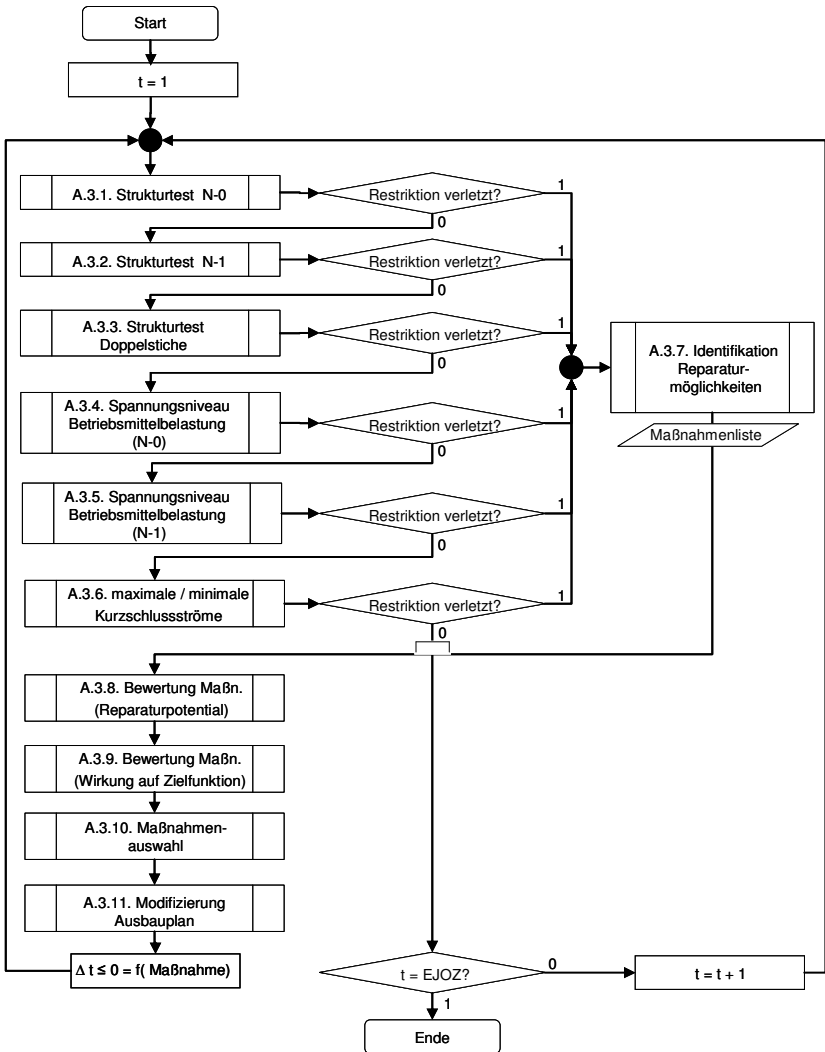 Start
t = 1
A.3.1. Strukturtest N-0
Restriktion verletzt?
1
0
A.3.2. Strukturtest N-1
Restriktion verletzt?
1
0
A.3.3. Strukturtest
Doppelstiche
Restriktion verletzt?
1
0
A.3.7. Identifikation
Reparatur-
möglichkeiten
Maßnahmenliste
A.3.4. Spannungsniveau
Betriebsmittelbelastung
(N-0)
Restriktion verletzt?
1
0
A.3.5. Spannungsniveau
Betriebsmittelbelastung
(N-1)
Restriktion verletzt?
1
0
A.3.6. maximale / minimale
Kurzschlussströme
Restriktion verletzt?
1
0
A.3.8. Bewertung Maßn.
(Reparaturpotential)
A.3.9. Bewertung Maßn.
(Wirkung auf Zielfunktion)
A.3.10. Maßnahmen-
auswahl
A.3.11. Modifizierung
Ausbauplan
Δ t ≤ 0 = f( Maßnahme)
t = EJOZ?
0
t = t + 1
1
Ende